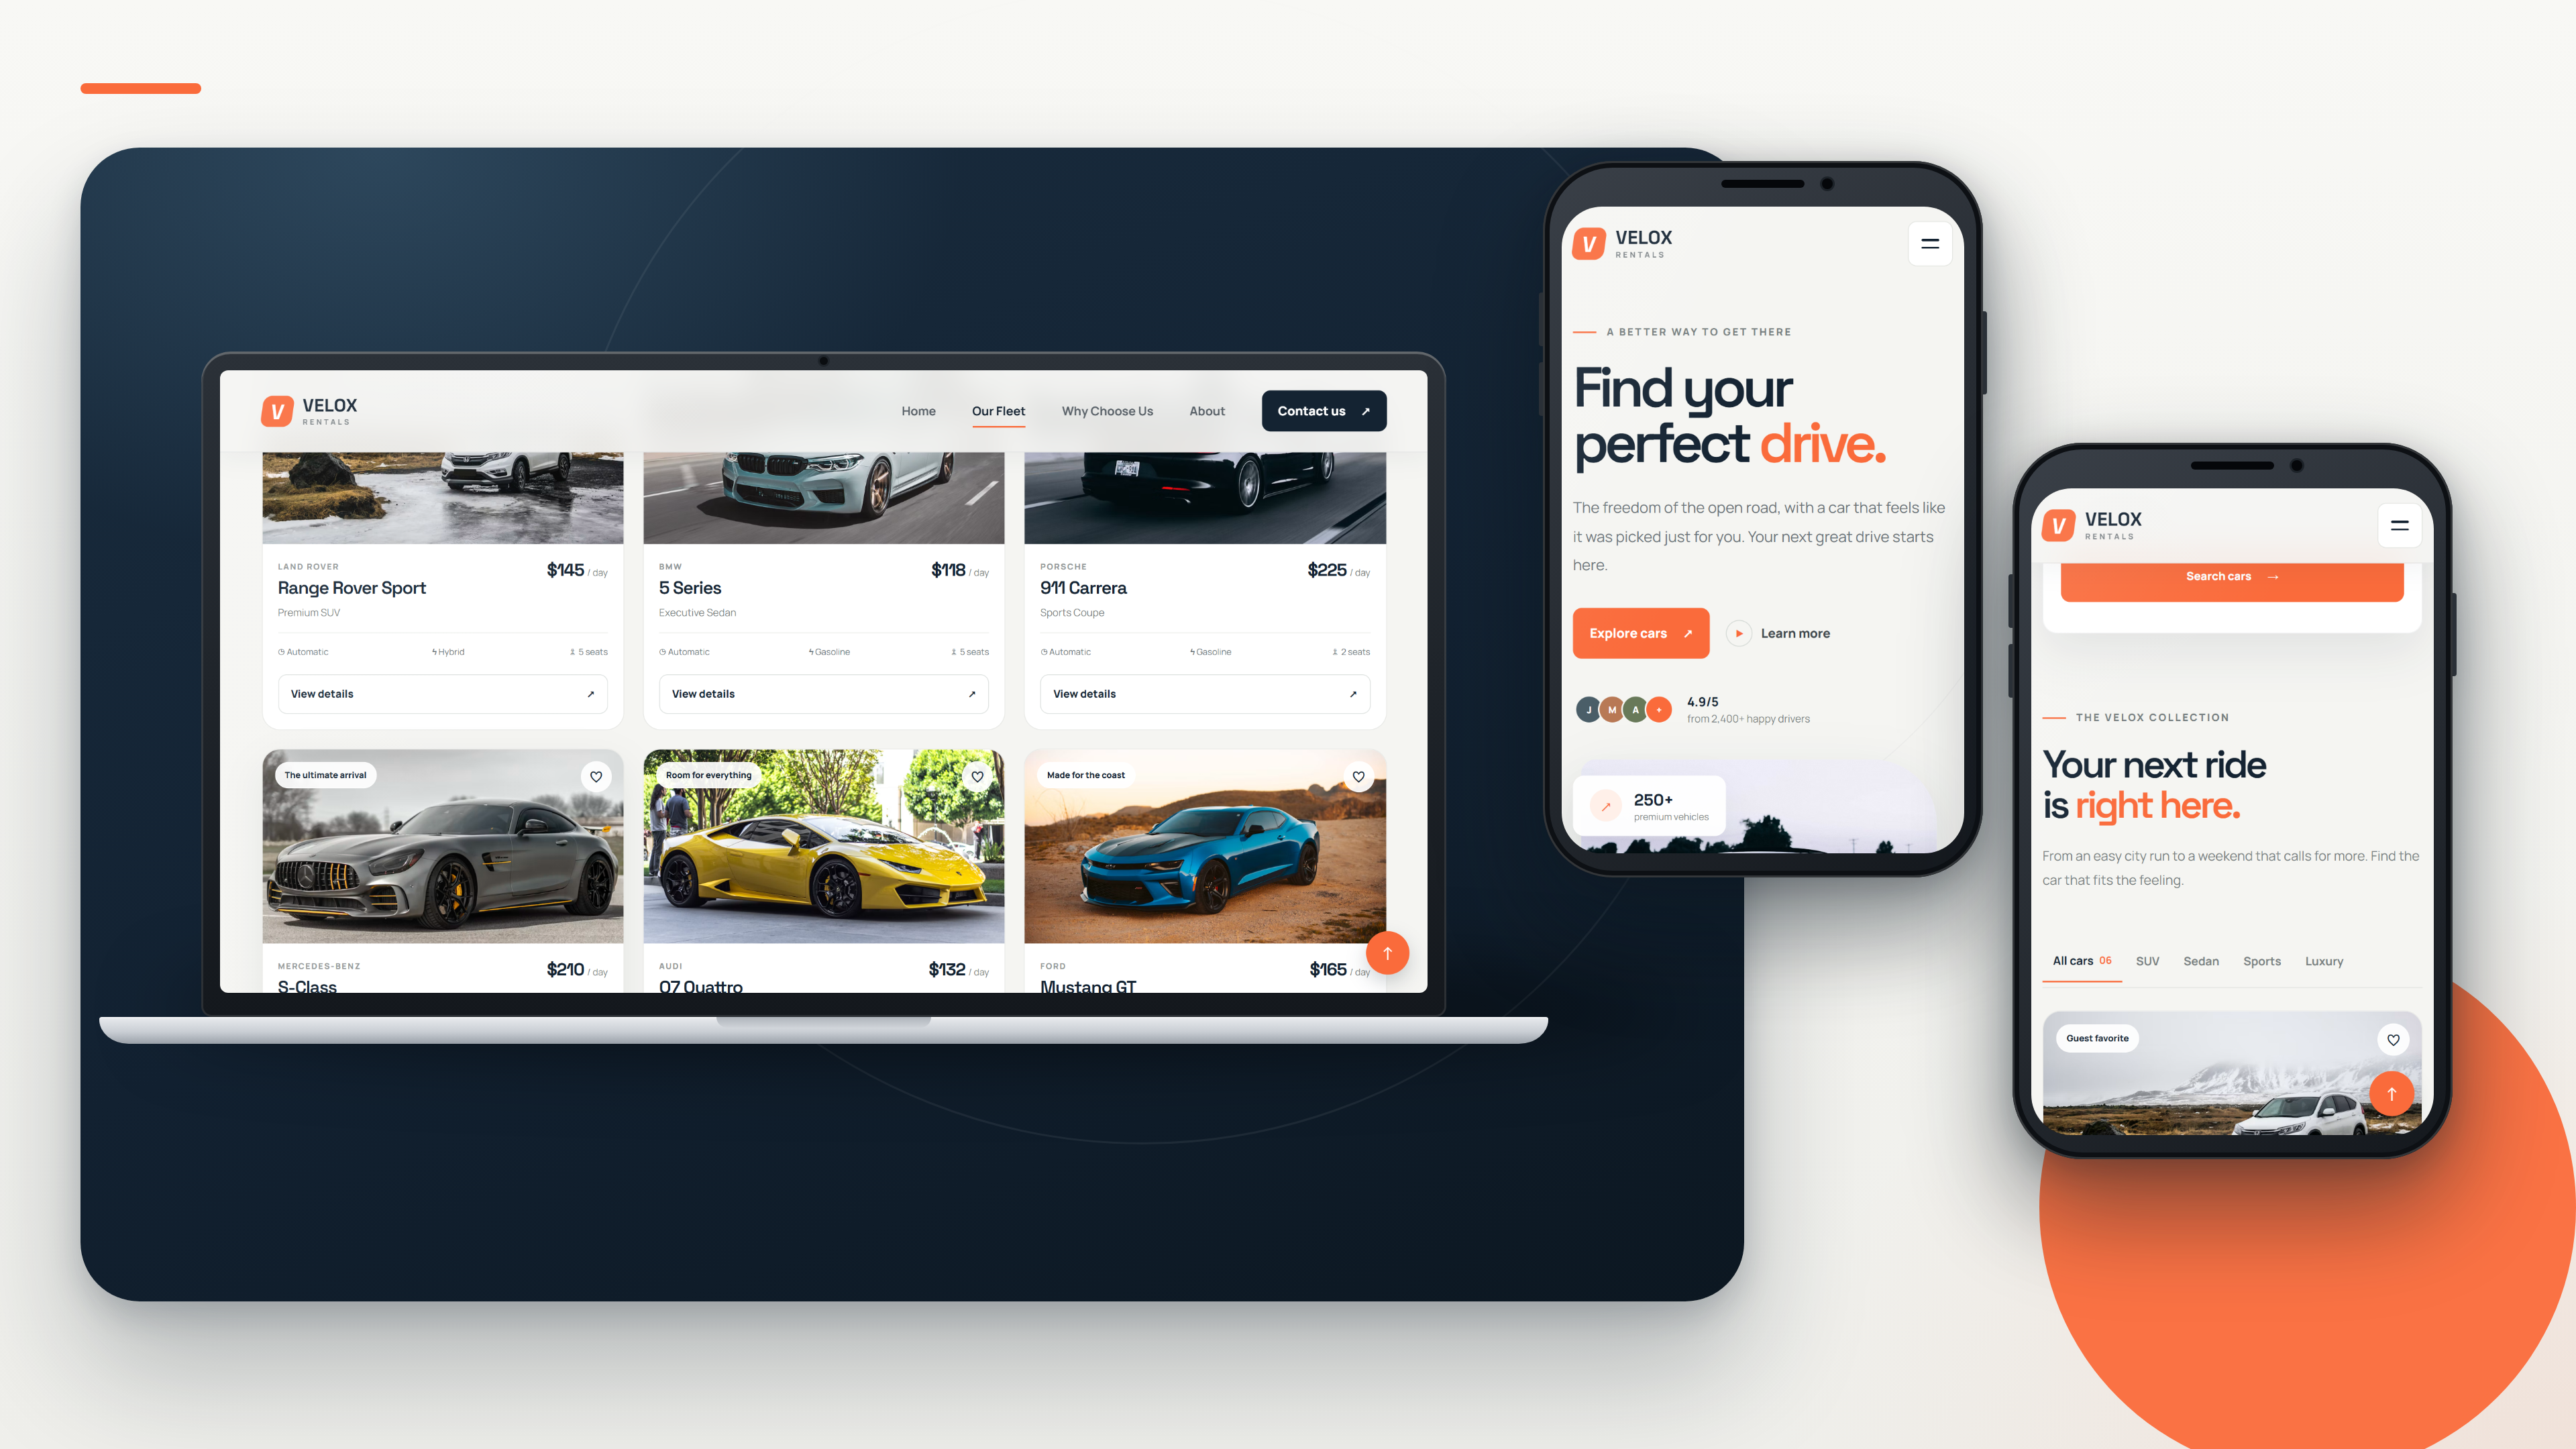 VELOX
RENTALS
Home
Our Fleet
Why Choose Us
About
Contact us
LAND ROVER
Range Rover Sport
Premium SUV
$145 / day
Automatic
Hybrid
5 seats
View details
BMW
5 Series
Executive Sedan
$118 / day
Automatic
Gasoline
5 seats
View details
PORSCHE
911 Carrera
Sports Coupe
$225 / day
Automatic
Gasoline
2 seats
View details
The ultimate arrival
MERCEDES-BENZ
S-Class
$210 / day
Room for everything
AUDI
Q7 Quattro
$132 / day
Made for the coast
FORD
Mustang GT
$165 / day
VELOX
RENTALS
A BETTER WAY TO GET THERE
Find your
perfect drive.
The freedom of the open road, with a car that feels like
it was picked just for you. Your next great drive starts
here.
Explore cars
Learn more
J M A +
4.9/5
from 2,400+ happy drivers
250+
premium vehicles
VELOX
RENTALS
Search cars →
THE VELOX COLLECTION
Your next ride
is right here.
From an easy city run to a weekend that calls for more. Find the
car that fits the feeling.
All cars 06
SUV
Sedan
Sports
Luxury
Guest favorite